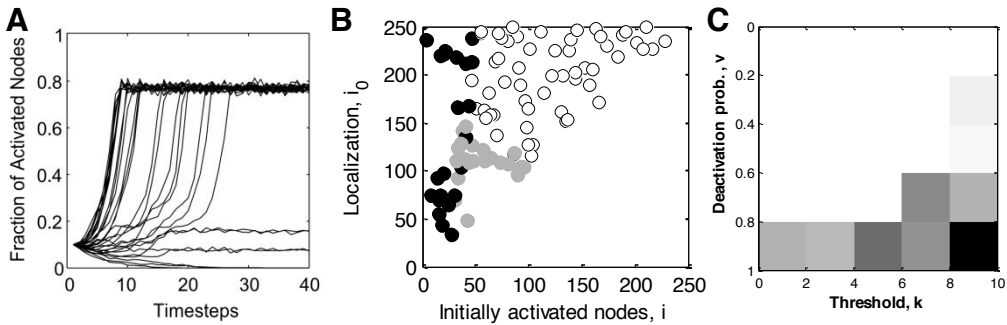 A
Fraction of Activated Nodes
1
0.8
0.6
0.4
0.2
0
0 10 20 30 40
Timesteps
B
Localization, i0
250
200
150
100
50
0
0 50 100 150 200 250
Initially activated nodes, i
C
Deactivation prob., v
0
0.2
0.4
0.6
0.8
1
0 2 4 6 8 10
Threshold, k